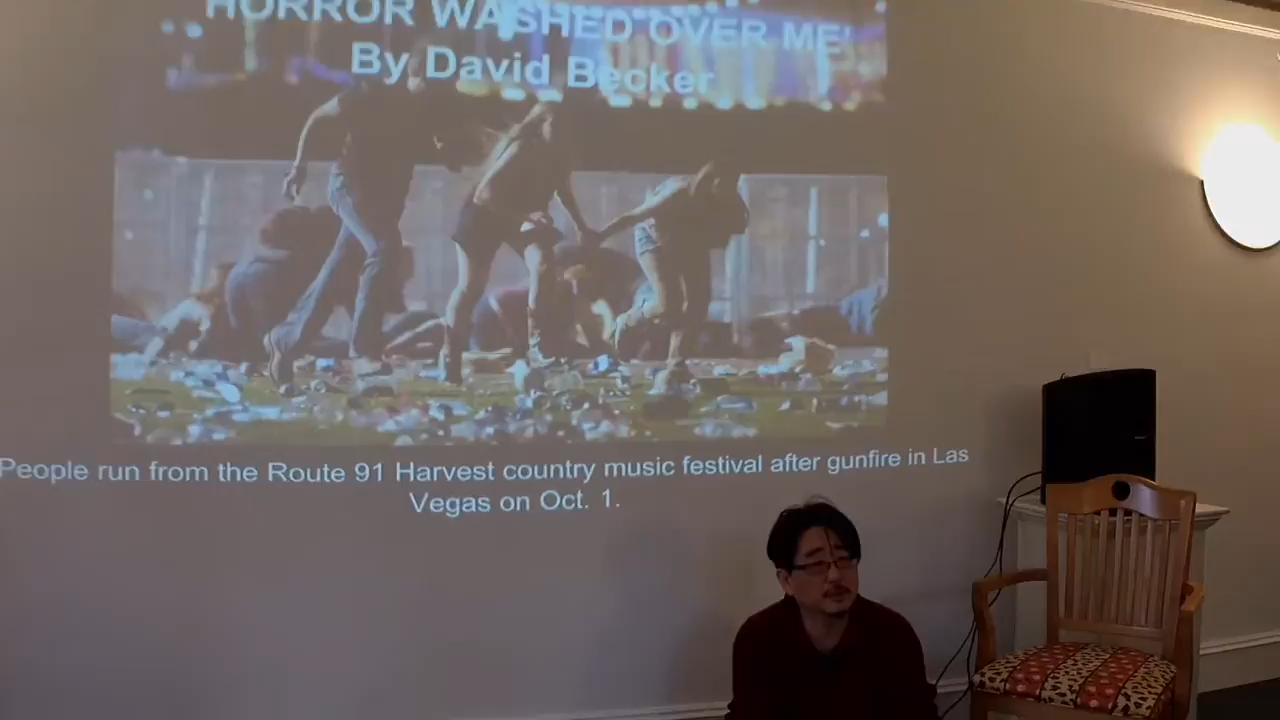 HORROR WASHED OVER ME'
By David Becker
People run from the Route 91 Harvest country music festival after gunfire in Las
Vegas on Oct. 1.